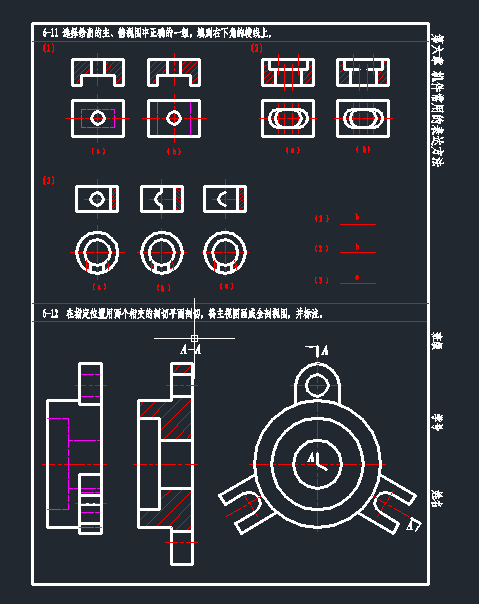 6-11 选择恰当的主、俯视图中正确的一组，填到右下角的横线上。
(1)
(2)
(a)
(b)
(a)
(b)
(3)
(a)
(b)
(c)
(1) b
(2) b
(3) a
6-12 在指定位置用两个相交的剖切平面剖切，将主视图画成全剖视图，并标注。
A-A
A
A
A
第六章 机件常用的表达方法
班级
学号
姓名